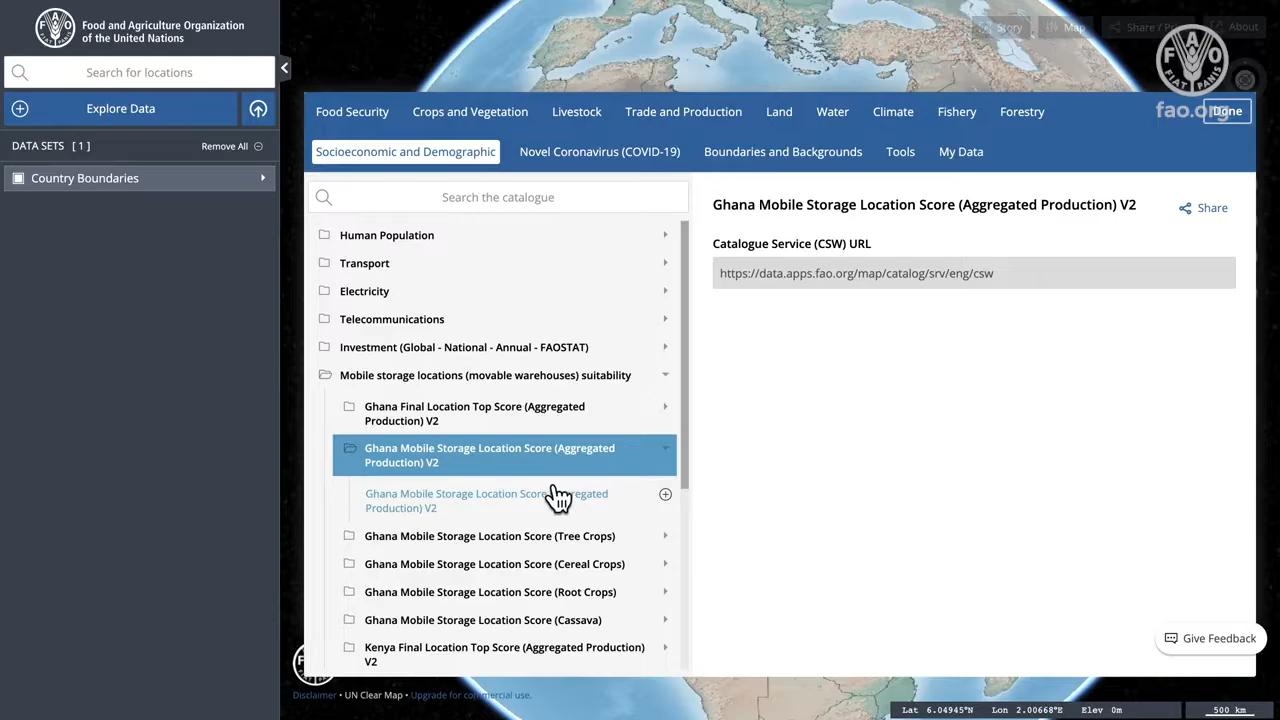 Food and Agriculture Organization
of the United Nations
Search for locations
Explore Data
DATA SETS [ 1 ]
Remove All
Country Boundaries
Story
Map
Share /
About
FAO
FIAT PANIS
fao.org
Done
Food Security
Crops and Vegetation
Livestock
Trade and Production
Land
Water
Climate
Fishery
Forestry
Socioeconomic and Demographic
Novel Coronavirus (COVID-19)
Boundaries and Backgrounds
Tools
My Data
Search the catalogue
Human Population
Transport
Electricity
Telecommunications
Investment (Global - National - Annual - FAOSTAT)
Mobile storage locations (movable warehouses) suitability
Ghana Final Location Top Score (Aggregated
Production) V2
Ghana Mobile Storage Location Score (Aggregated
Production) V2
Ghana Mobile Storage Location Score
Production) V2
Ghana Mobile Storage Location Score (Tree Crops)
Ghana Mobile Storage Location Score (Cereal Crops)
Ghana Mobile Storage Location Score (Root Crops)
Ghana Mobile Storage Location Score (Cassava)
Kenya Final Location Top Score (Aggregated Production)
V2
Ghana Mobile Storage Location Score (Aggregated Production) V2
Share
Catalogue Service (CSW) URL
https://data.apps.fao.org/map/catalog/srv/eng/csw
Give Feedback
Disclaimer • UN Clear Map • Upgrade for commercial use.
Lat 6.04945°N Lon 2.00668°E Elev 0m
500 km